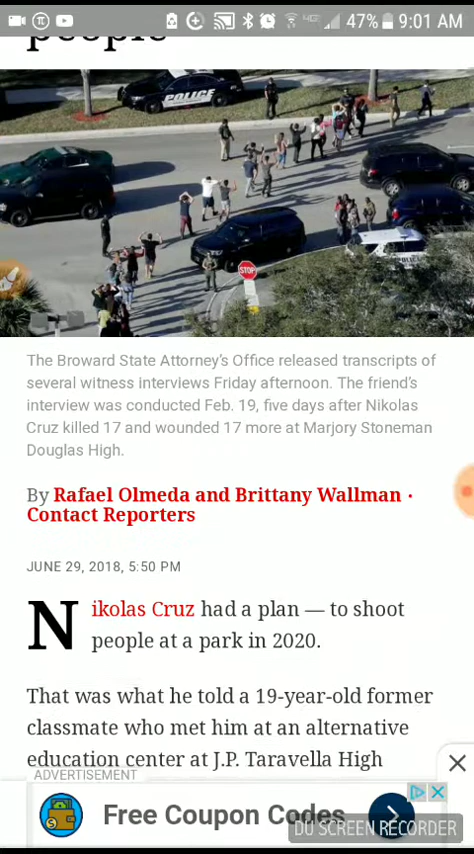 47% 9:01 AM
people
POLICE
STOP
The Broward State Attorney's Office released transcripts of
several witness interviews Friday afternoon. The friend's
interview was conducted Feb. 19, five days after Nikolas
Cruz killed 17 and wounded 17 more at Marjory Stoneman
Douglas High.
By Rafael Olmeda and Brittany Wallman ·
Contact Reporters
JUNE 29, 2018, 5:50 PM
Nikolas Cruz had a plan — to shoot
people at a park in 2020.
That was what he told a 19-year-old former
classmate who met him at an alternative
education center at J.P. Taravella High
ADVERTISEMENT
Free Coupon Codes
DU SCREEN RECORDER